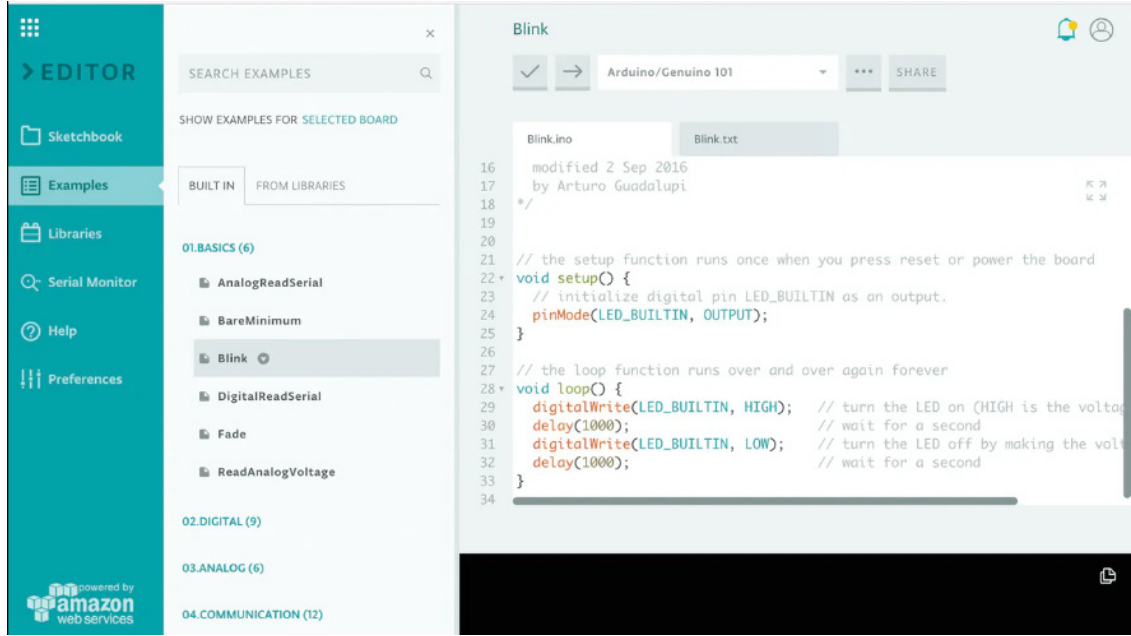 >EDITOR
Sketchbook
Examples
Libraries
Serial Monitor
Help
Preferences
powered by
amazon
web services
SEARCH EXAMPLES
SHOW EXAMPLES FOR SELECTED BOARD
BUILT IN
FROM LIBRARIES
01.BASICS (6)
AnalogReadSerial
BareMinimum
Blink
DigitalReadSerial
Fade
ReadAnalogVoltage
02.DIGITAL (9)
03.ANALOG (6)
04.COMMUNICATION (12)
Blink
Arduino/Genuino 101
SHARE
Blink.ino
Blink.txt
16 modified 2 Sep 2016
17 by Arturo Guadalupi
18 */
19
20
21 // the setup function runs once when you press reset or power the board
22 void setup() {
23 // initialize digital pin LED_BUILTIN as an output.
24 pinMode(LED_BUILTIN, OUTPUT);
25 }
26
27 // the loop function runs over and over again forever
28 void loop() {
29 digitalWrite(LED_BUILTIN, HIGH); // turn the LED on (HIGH is the voltag
30 delay(1000); // wait for a second
31 digitalWrite(LED_BUILTIN, LOW); // turn the LED off by making the volt
32 delay(1000); // wait for a second
33 }
34